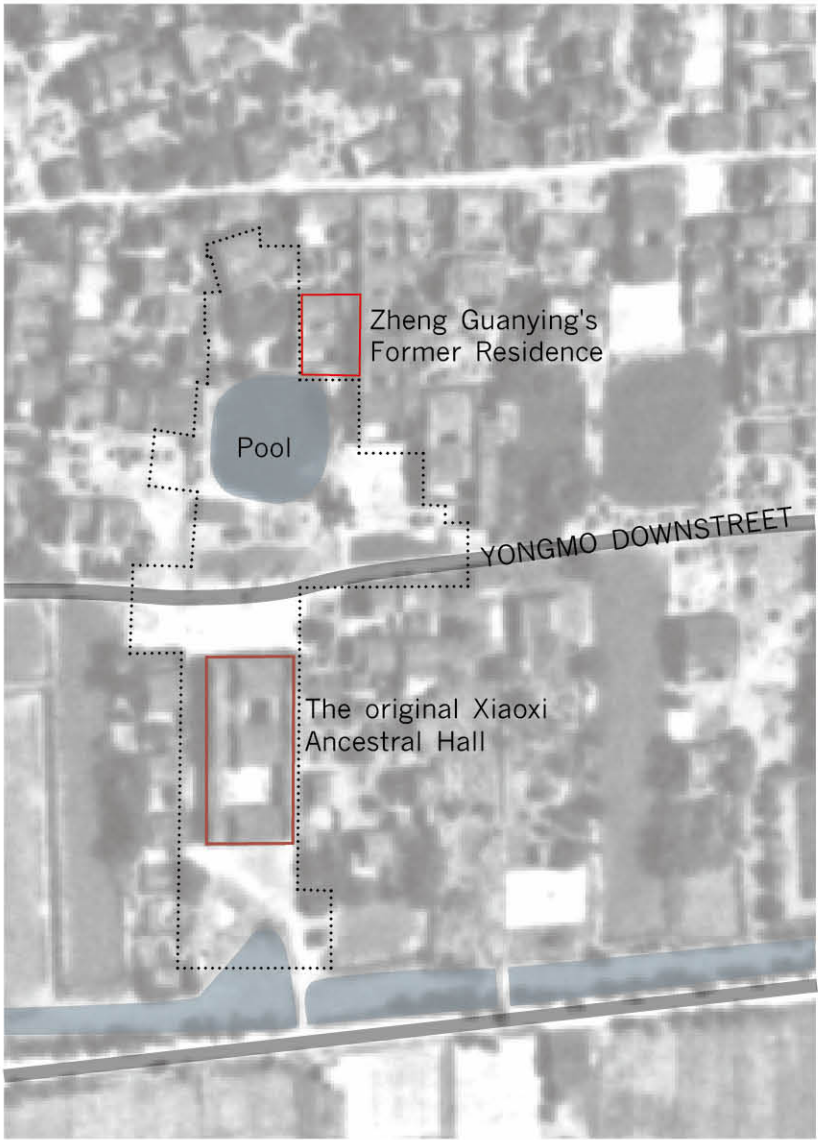 Zheng Guanying's
Former Residence
Pool
YONGMO DOWNSTREET
The original Xiaoxi
Ancestral Hall